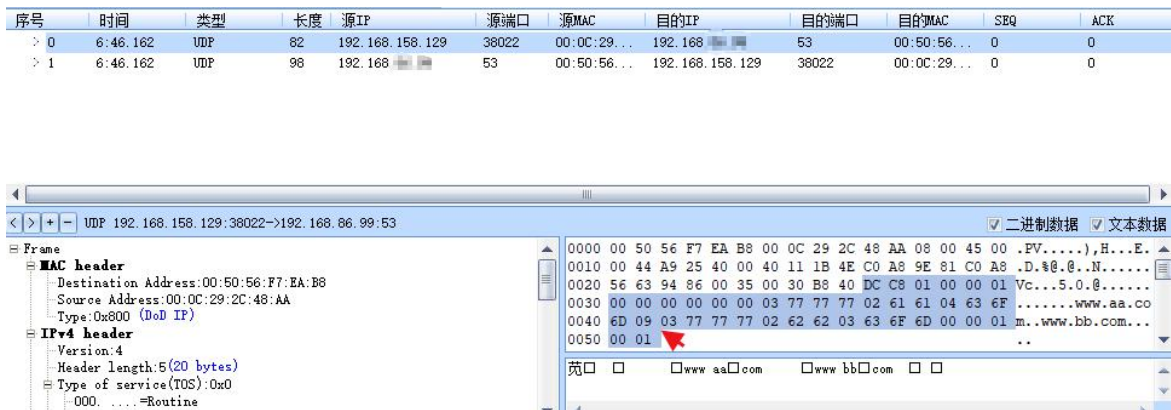 序号 时间 类型 长度 源IP 源端口 源MAC 目的IP 目的端口 目的MAC SEQ ACK
0 6:46.162 UDP 82 192.168.158.129 38022 00:0C:29... 192.168 53 00:50:56... 0 0
1 6:46.162 UDP 98 192.168 53 00:50:56... 192.168.158.129 38022 00:0C:29... 0 0
< > + - UDP 192.168.158.129:38022->192.168.86.99:53 二进制数据 文本数据
Frame
MAC header
Destination Address:00:50:56:F7:EA:B8
Source Address:00:0C:29:2C:48:AA
Type:0x800 (DoD IP)
IPv4 header
Version:4
Header length:5(20 bytes)
Type of service(TOS):0x0
000. ....=Routine
0000 00 50 56 F7 EA B8 00 0C 29 2C 48 AA 08 00 45 00 .PV.....),H...E.
0010 00 44 A9 25 40 00 40 11 1B 4E C0 A8 9E 81 C0 A8 .D.%@.@..N......
0020 56 63 94 86 00 35 00 30 B8 40 DC C8 01 00 00 01 Vc...5.0.@......
0030 00 00 00 00 00 00 03 77 77 77 02 61 61 04 63 6F .......www.aa.co
0040 6D 09 03 77 77 77 02 62 62 03 63 6F 6D 00 00 01 m..www.bb.com...
0050 00 01 ..
苋□ □ □www aa□com □www bb□com □ □